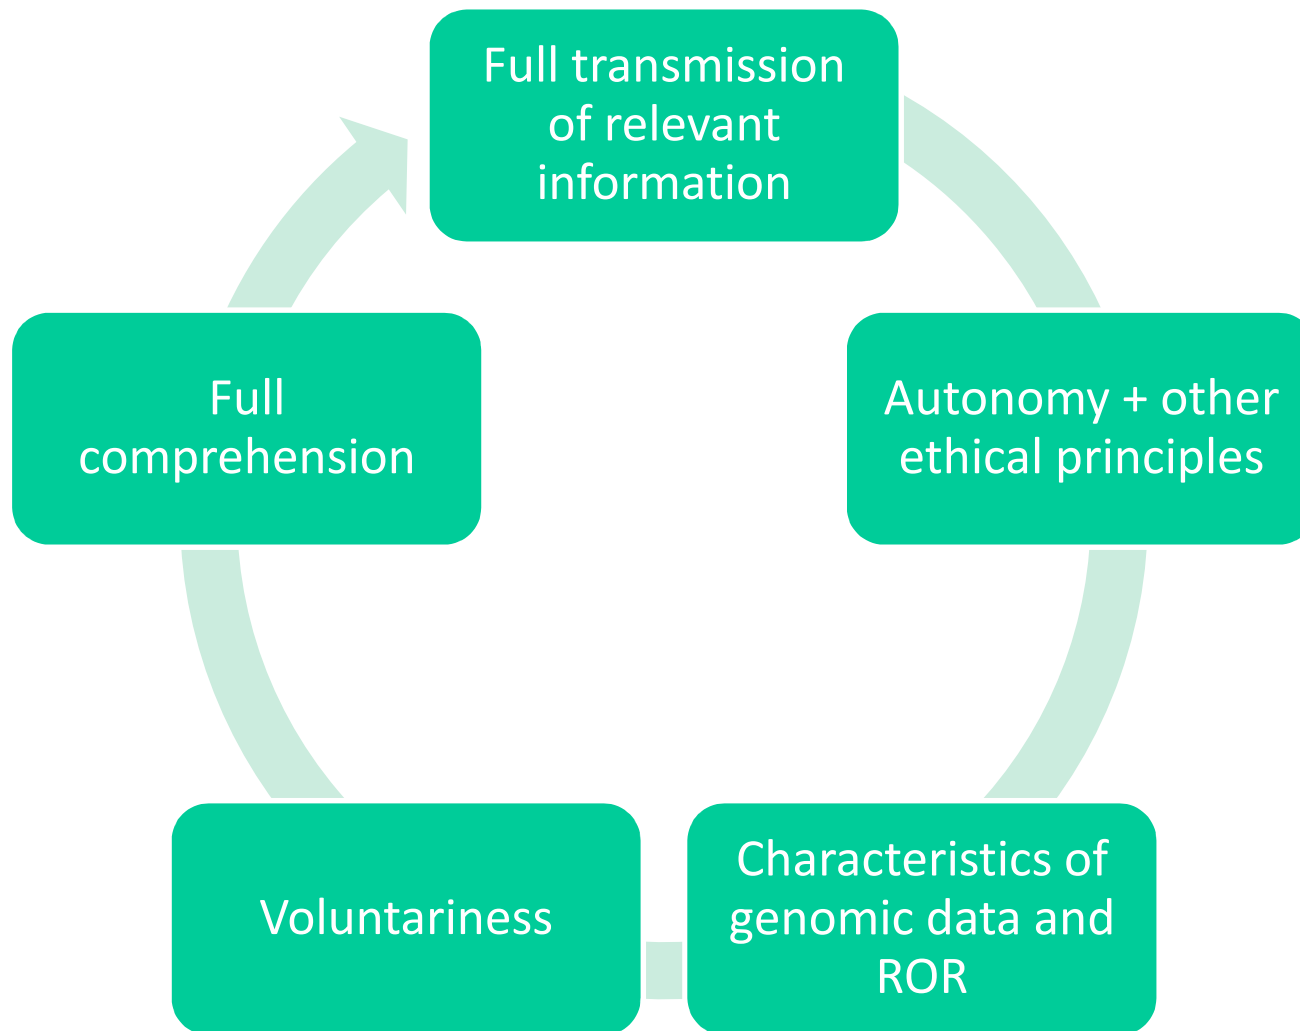 Full transmission
of relevant
information
Autonomy + other
ethical principles
Characteristics of
genomic data and
ROR
Voluntariness
Full
comprehension